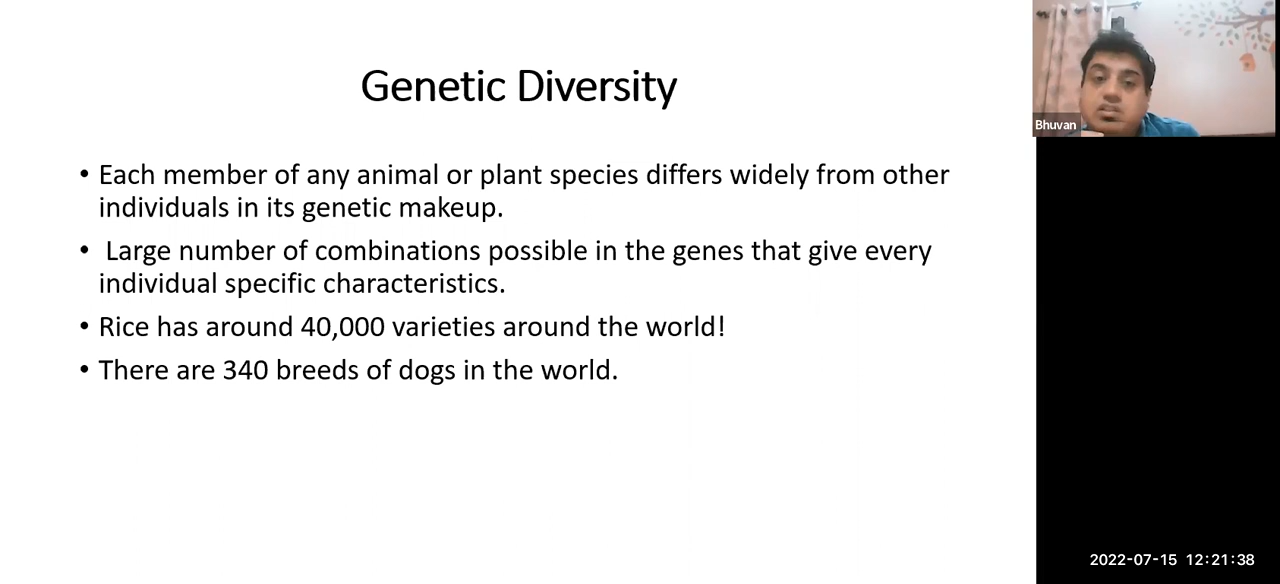 Genetic Diversity
• Each member of any animal or plant species differs widely from other
individuals in its genetic makeup.
• Large number of combinations possible in the genes that give every
individual specific characteristics.
• Rice has around 40,000 varieties around the world!
• There are 340 breeds of dogs in the world.
Bhuvan
2022-07-15 12:21:38